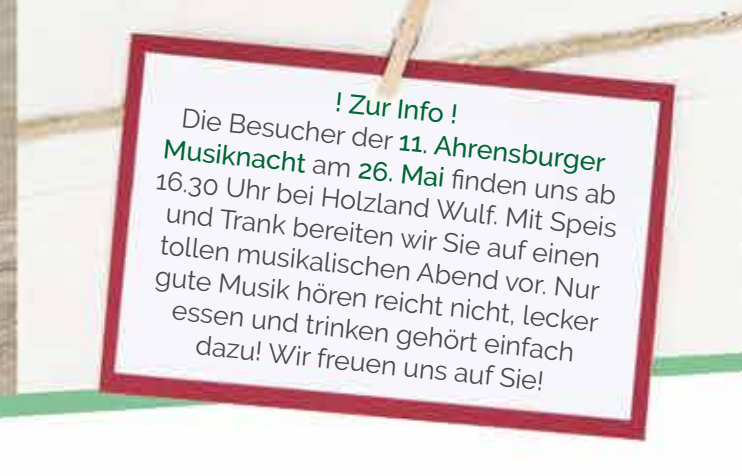 ! Zur Info !
Die Besucher der 11. Ahrensburger
Musiknacht am 26. Mai finden uns ab
16.30 Uhr bei Holzland Wulf. Mit Speis
und Trank bereiten wir Sie auf einen
tollen musikalischen Abend vor. Nur
gute Musik hören reicht nicht, lecker
essen und trinken gehört einfach
dazu! Wir freuen uns auf Sie!